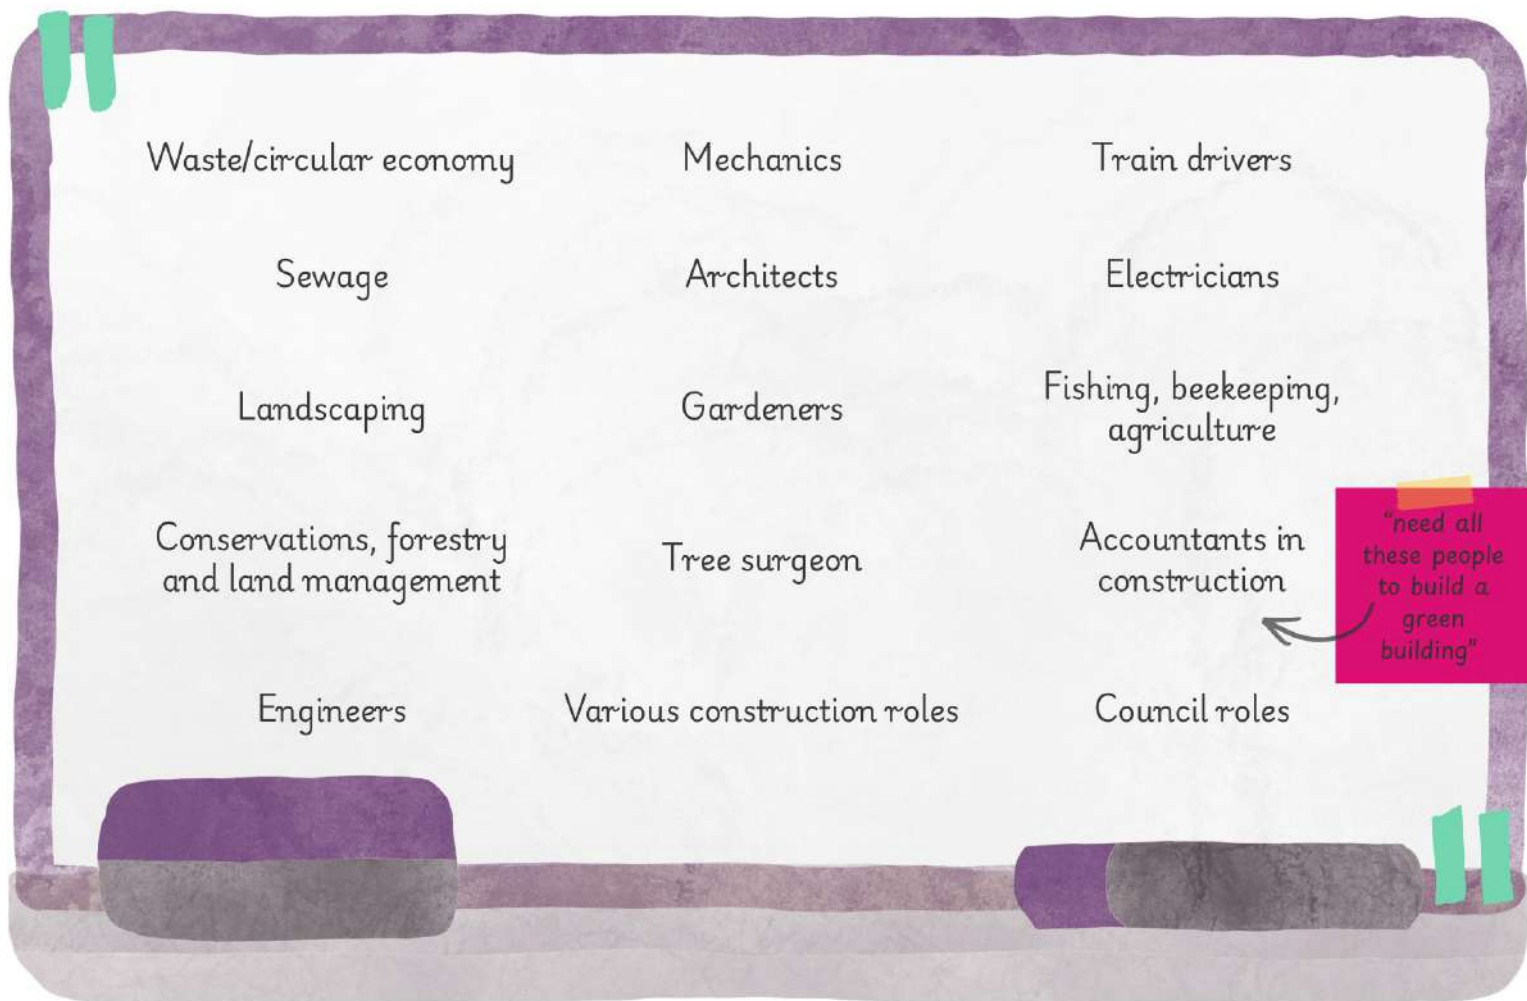 Waste/circular economy
Mechanics
Train drivers
Sewage
Architects
Electricians
Landscaping
Gardeners
Fishing, beekeeping,
agriculture
Conservations, forestry
and land management
Tree surgeon
Accountants in
construction
"need all
these people
to build a
green
building"
Engineers
Various construction roles
Council roles